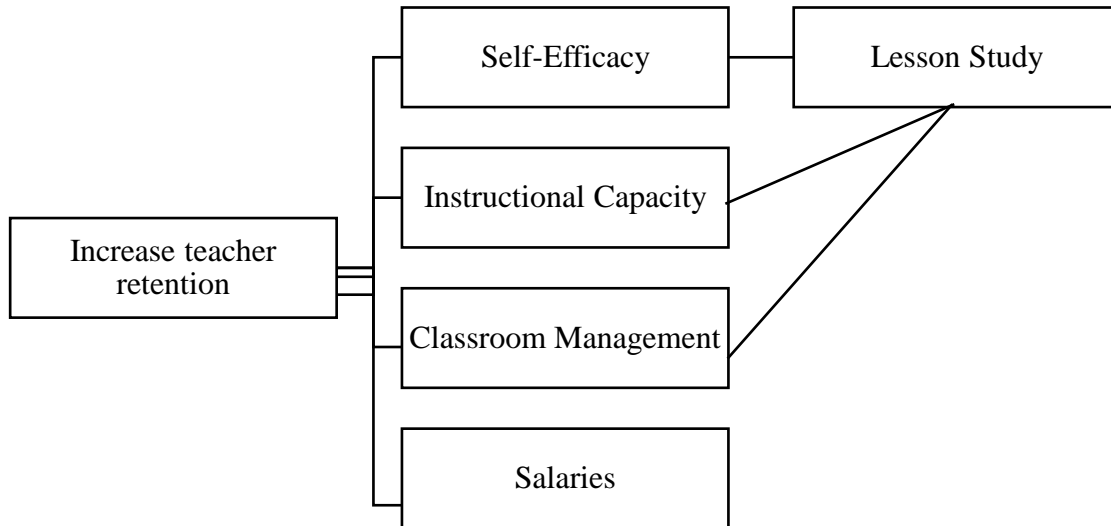 Self-Efficacy
Lesson Study
Instructional Capacity
Increase teacher
retention
Classroom Management
Salaries